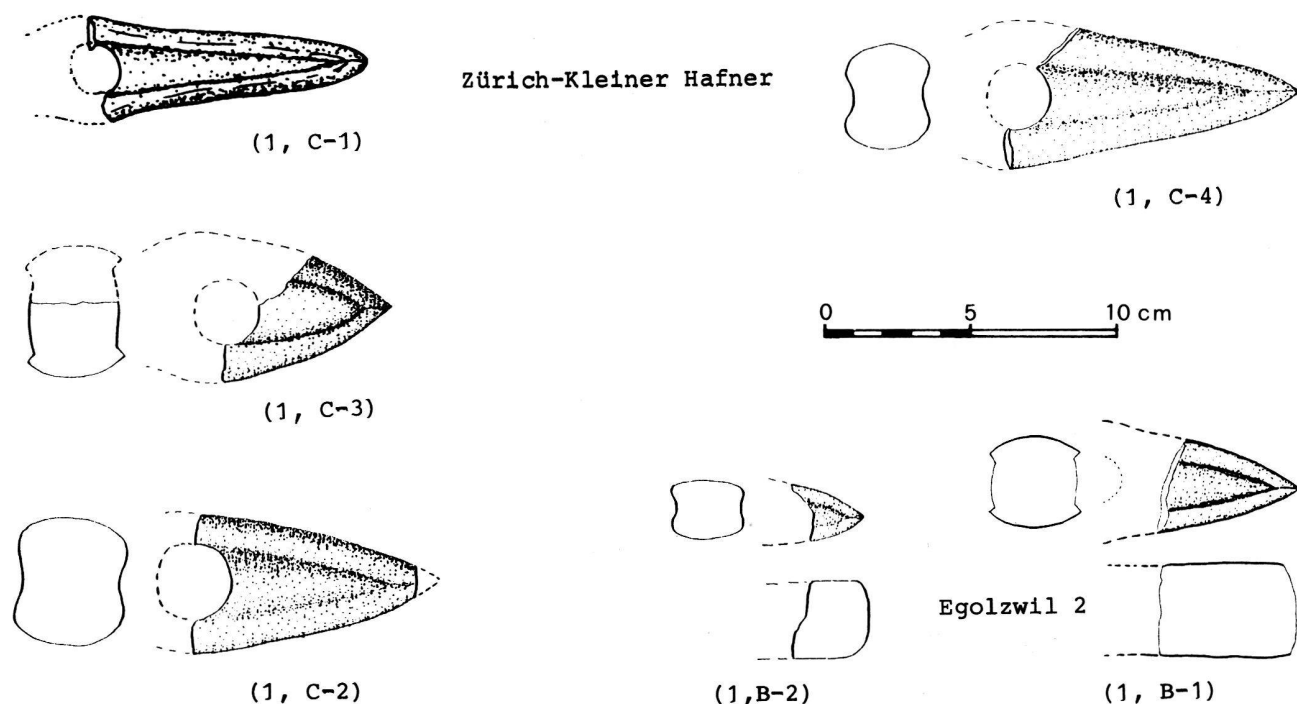 Zürich-Kleiner Hafner
(1, C-1)
(1, C-4)
(1, C-3)
0 5 10 cm
Egolzwil 2
(1, C-2)
(1,B-2)
(1, B-1)